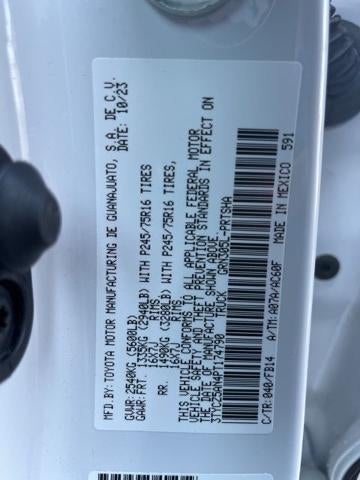 MFD. BY: TOYOTA MOTOR MANUFACTURING DE GUANAJUATO, S.A. DE C.V.
DATE: 10/23
GVWR: 2540KG (5600LB)
GAWR: FRT. 1335KG (2940LB) WITH P245/75R16 TIRES
16X7J RIMS,
RR. 1490KG (3280LB) WITH P245/75R16 TIRES,
16X7J RIMS,
THIS VEHICLE CONFORMS TO ALL APPLICABLE FEDERAL MOTOR
VEHICLE SAFETY AND THEFT PREVENTION STANDARDS IN EFFECT ON
THE DATE OF MANUFACTURE SHOWN ABOVE.
3TYCZ5AN4PT174790 TRUCK GRN305L-PRTSHA
C/TR: 040/FB14 A/TM: A07A/AC60F
MADE IN MEXICO 591